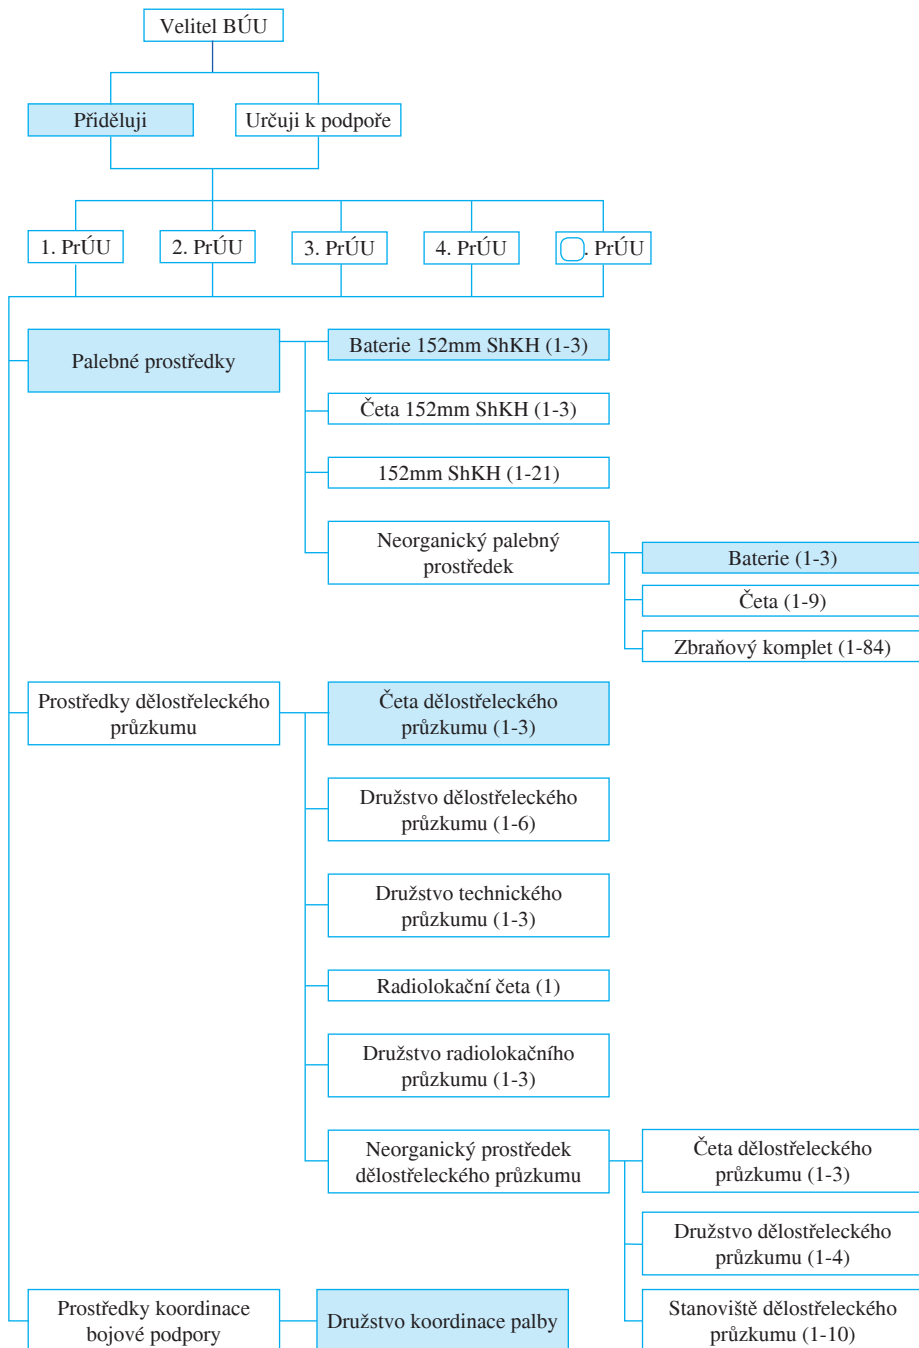 Velitel BÚU
Přiděluji
Určuji k podpoře
1. PrÚU
2. PrÚU
3. PrÚU
4. PrÚU
. PrÚU
Palebné prostředky
Baterie 152mm ShKH (1-3)
Četa 152mm ShKH (1-3)
152mm ShKH (1-21)
Neorganický palebný
prostředek
Baterie (1-3)
Četa (1-9)
Zbraňový komplet (1-84)
Prostředky dělostřeleckého
průzkumu
Četa dělostřeleckého
průzkumu (1-3)
Družstvo dělostřeleckého
průzkumu (1-6)
Družstvo technického
průzkumu (1-3)
Radiolokační četa (1)
Družstvo radiolokačního
průzkumu (1-3)
Neorganický prostředek
dělostřeleckého průzkumu
Četa dělostřeleckého
průzkumu (1-3)
Družstvo dělostřeleckého
průzkumu (1-4)
Stanoviště dělostřeleckého
průzkumu (1-10)
Prostředky koordinace
bojové podpory
Družstvo koordinace palby